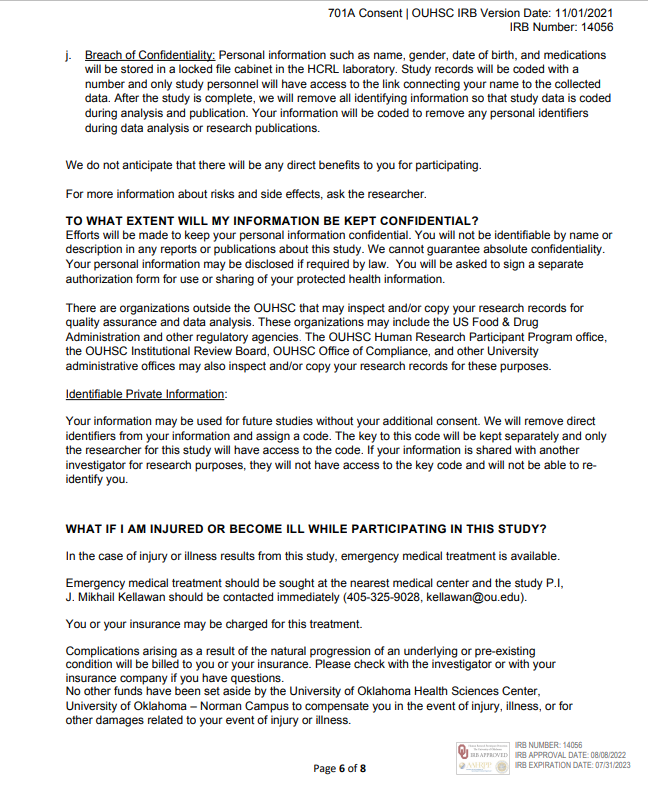 701A Consent | OUHSC IRB Version Date: 11/01/2021
IRB Number: 14056
j. Breach of Confidentiality: Personal information such as name, gender, date of birth, and medications
will be stored in a locked file cabinet in the HCRL laboratory. Study records will be coded with a
number and only study personnel will have access to the link connecting your name to the collected
data. After the study is complete, we will remove all identifying information so that study data is coded
during analysis and publication. Your information will be coded to remove any personal identifiers
during data analysis or research publications.
We do not anticipate that there will be any direct benefits to you for participating.
For more information about risks and side effects, ask the researcher.
TO WHAT EXTENT WILL MY INFORMATION BE KEPT CONFIDENTIAL?
Efforts will be made to keep your personal information confidential. You will not be identifiable by name or
description in any reports or publications about this study. We cannot guarantee absolute confidentiality.
Your personal information may be disclosed if required by law.  You will be asked to sign a separate
authorization form for use or sharing of your protected health information.
There are organizations outside the OUHSC that may inspect and/or copy your research records for
quality assurance and data analysis. These organizations may include the US Food & Drug
Administration and other regulatory agencies. The OUHSC Human Research Participant Program office,
the OUHSC Institutional Review Board, OUHSC Office of Compliance, and other University
administrative offices may also inspect and/or copy your research records for these purposes.
Identifiable Private Information:
Your information may be used for future studies without your additional consent. We will remove direct
identifiers from your information and assign a code. The key to this code will be kept separately and only
the researcher for this study will have access to the code. If your information is shared with another
investigator for research purposes, they will not have access to the key code and will not be able to re-
identify you.
WHAT IF I AM INJURED OR BECOME ILL WHILE PARTICIPATING IN THIS STUDY?
In the case of injury or illness results from this study, emergency medical treatment is available.
Emergency medical treatment should be sought at the nearest medical center and the study P.I,
J. Mikhail Kellawan should be contacted immediately (405-325-9028, kellawan@ou.edu).
You or your insurance may be charged for this treatment.
Complications arising as a result of the natural progression of an underlying or pre-existing
condition will be billed to you or your insurance. Please check with the investigator or with your
insurance company if you have questions.
No other funds have been set aside by the University of Oklahoma Health Sciences Center,
University of Oklahoma – Norman Campus to compensate you in the event of injury, illness, or for
other damages related to your event of injury or illness.
IRB APPROVED
IRB NUMBER: 14056
IRB APPROVAL DATE: 08/08/2022
IRB EXPIRATION DATE: 07/31/2023
Page 6 of 8